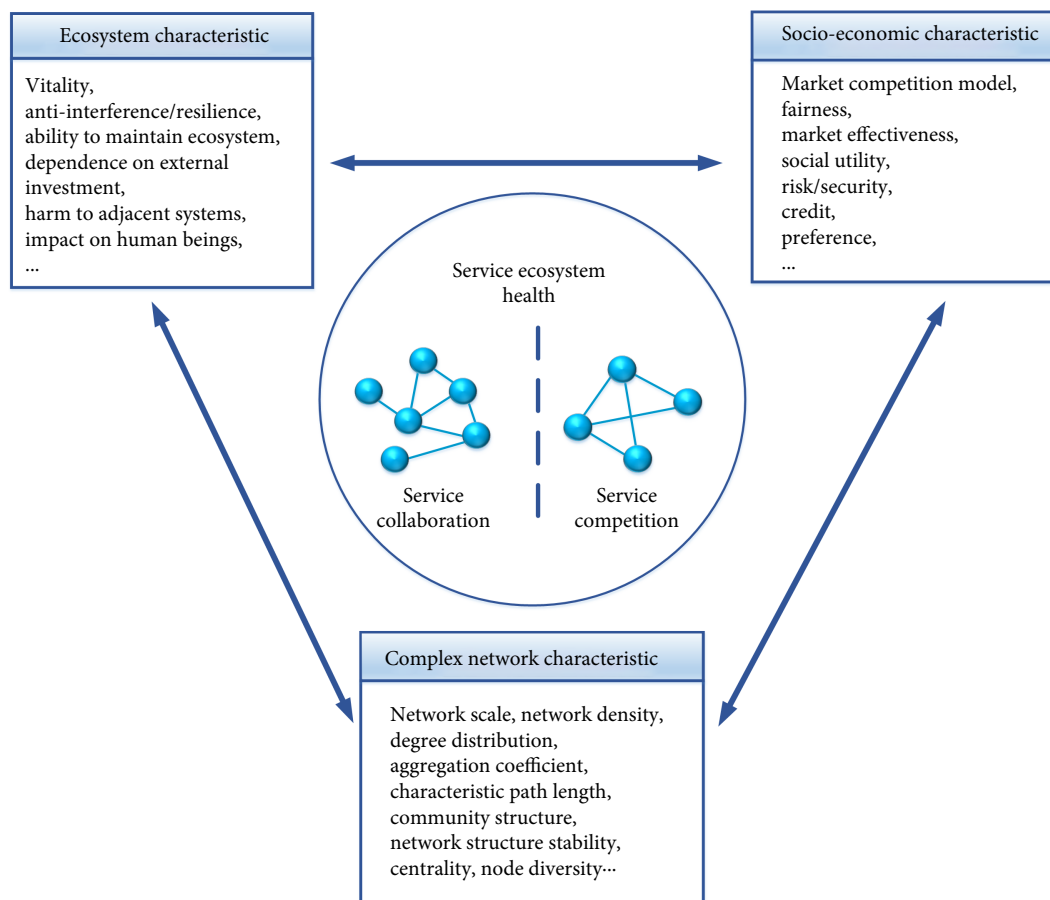 Ecosystem characteristic
Vitality,
anti-interference/resilience,
ability to maintain ecosystem,
dependence on external
investment,
harm to adjacent systems,
impact on human beings,
...
Socio-economic characteristic
Market competition model,
fairness,
market effectiveness,
social utility,
risk/security,
credit,
preference,
...
Service ecosystem
health
Service
collaboration
Service
competition
Complex network characteristic
Network scale, network density,
degree distribution,
aggregation coefficient,
characteristic path length,
community structure,
network structure stability,
centrality, node diversity···